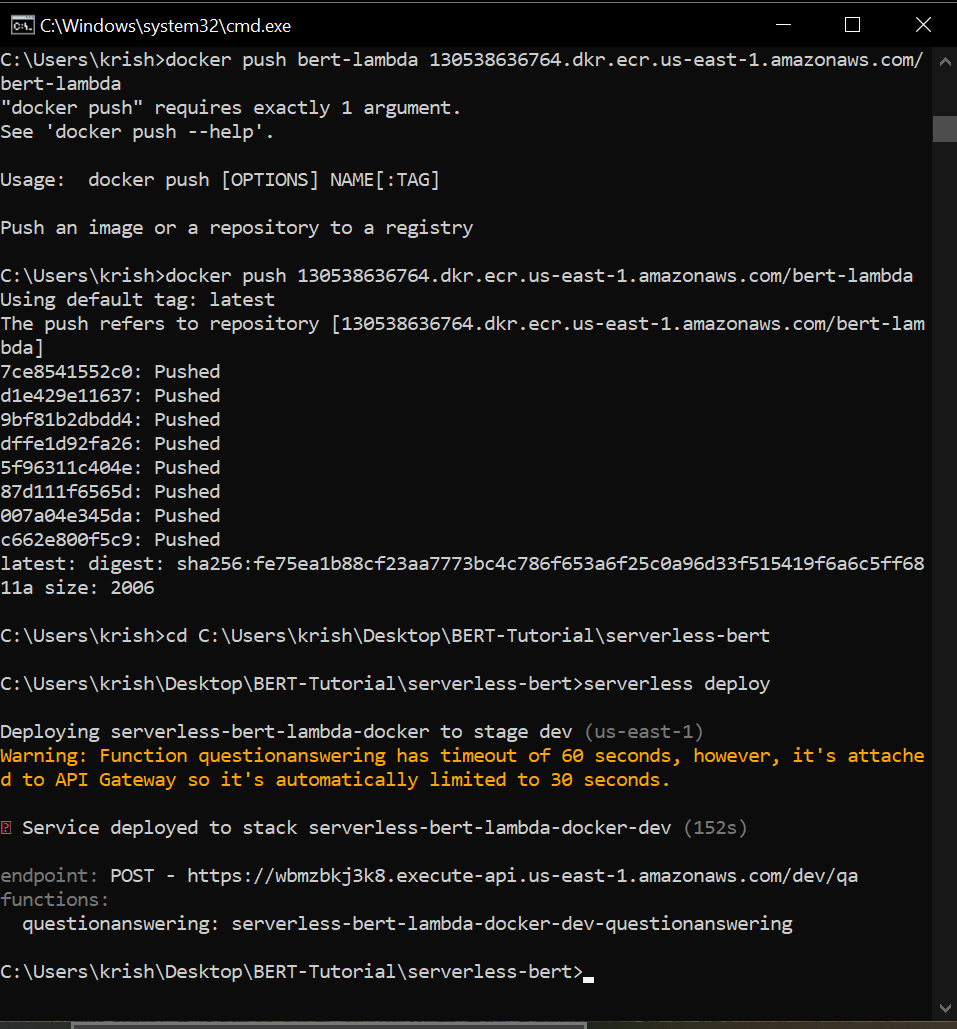 C:\Windows\system32\cmd.exe
C:\Users\krish>docker push bert-lambda 130538636764.dkr.ecr.us-east-1.amazonaws.com/
bert-lambda
"docker push" requires exactly 1 argument.
See 'docker push --help'.
Usage:  docker push [OPTIONS] NAME[:TAG]
Push an image or a repository to a registry
C:\Users\krish>docker push 130538636764.dkr.ecr.us-east-1.amazonaws.com/bert-lambda
Using default tag: latest
The push refers to repository [130538636764.dkr.ecr.us-east-1.amazonaws.com/bert-lam
bda]
7ce8541552c0: Pushed
d1e429e11637: Pushed
9bf81b2dbdd4: Pushed
dffe1d92fa26: Pushed
5f96311c404e: Pushed
87d111f6565d: Pushed
007a04e345da: Pushed
c662e800f5c9: Pushed
latest: digest: sha256:fe75ea1b88cf23aa7773bc4c786f653a6f25c0a96d33f515419f6a6c5ff68
11a size: 2006
C:\Users\krish>cd C:\Users\krish\Desktop\BERT-Tutorial\serverless-bert
C:\Users\krish\Desktop\BERT-Tutorial\serverless-bert>serverless deploy
Deploying serverless-bert-lambda-docker to stage dev (us-east-1)
Warning: Function questionanswering has timeout of 60 seconds, however, it's attache
d to API Gateway so it's automatically limited to 30 seconds.
Service deployed to stack serverless-bert-lambda-docker-dev (152s)
endpoint: POST - https://wbmzbkj3k8.execute-api.us-east-1.amazonaws.com/dev/qa
functions:
  questionanswering: serverless-bert-lambda-docker-dev-questionanswering
C:\Users\krish\Desktop\BERT-Tutorial\serverless-bert>